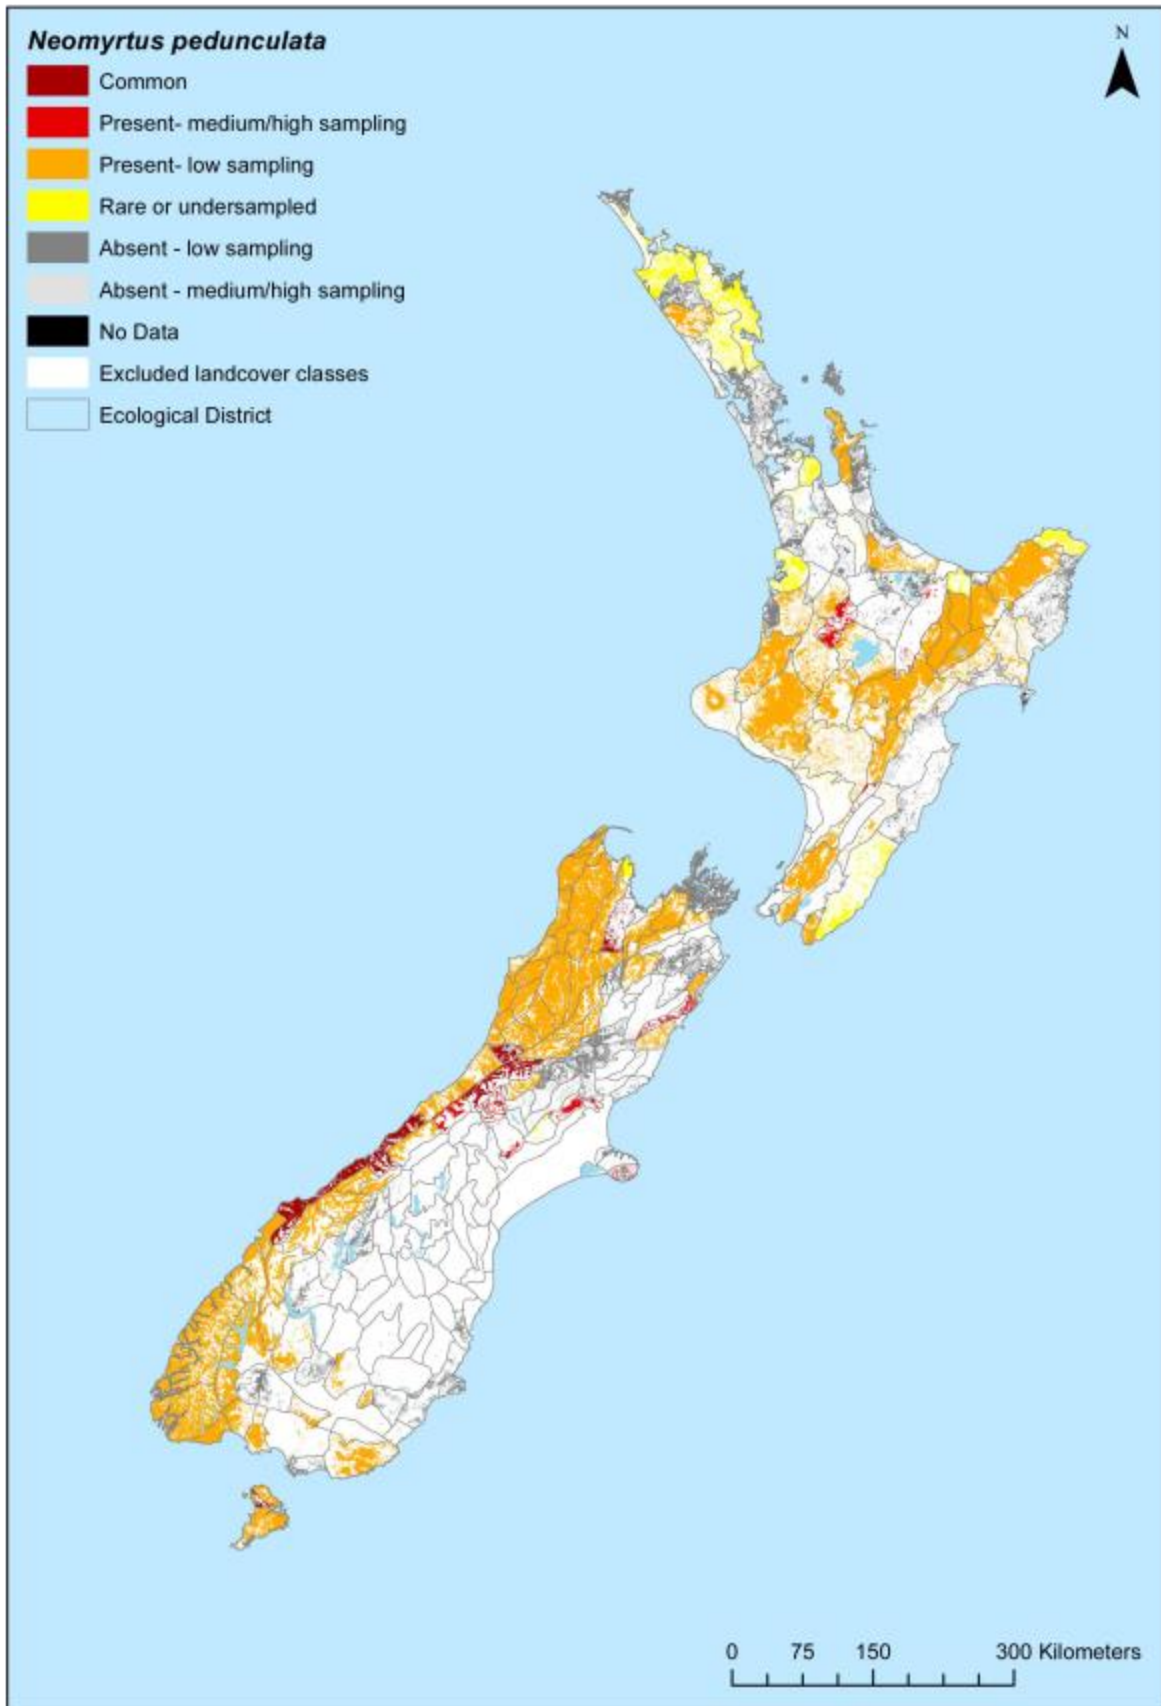 Neomyrtus pedunculata
Common
Present- medium/high sampling
Present- low sampling
Rare or undersampled
Absent - low sampling
Absent - medium/high sampling
No Data
Excluded landcover classes
Ecological District
N
0 75 150 300 Kilometers